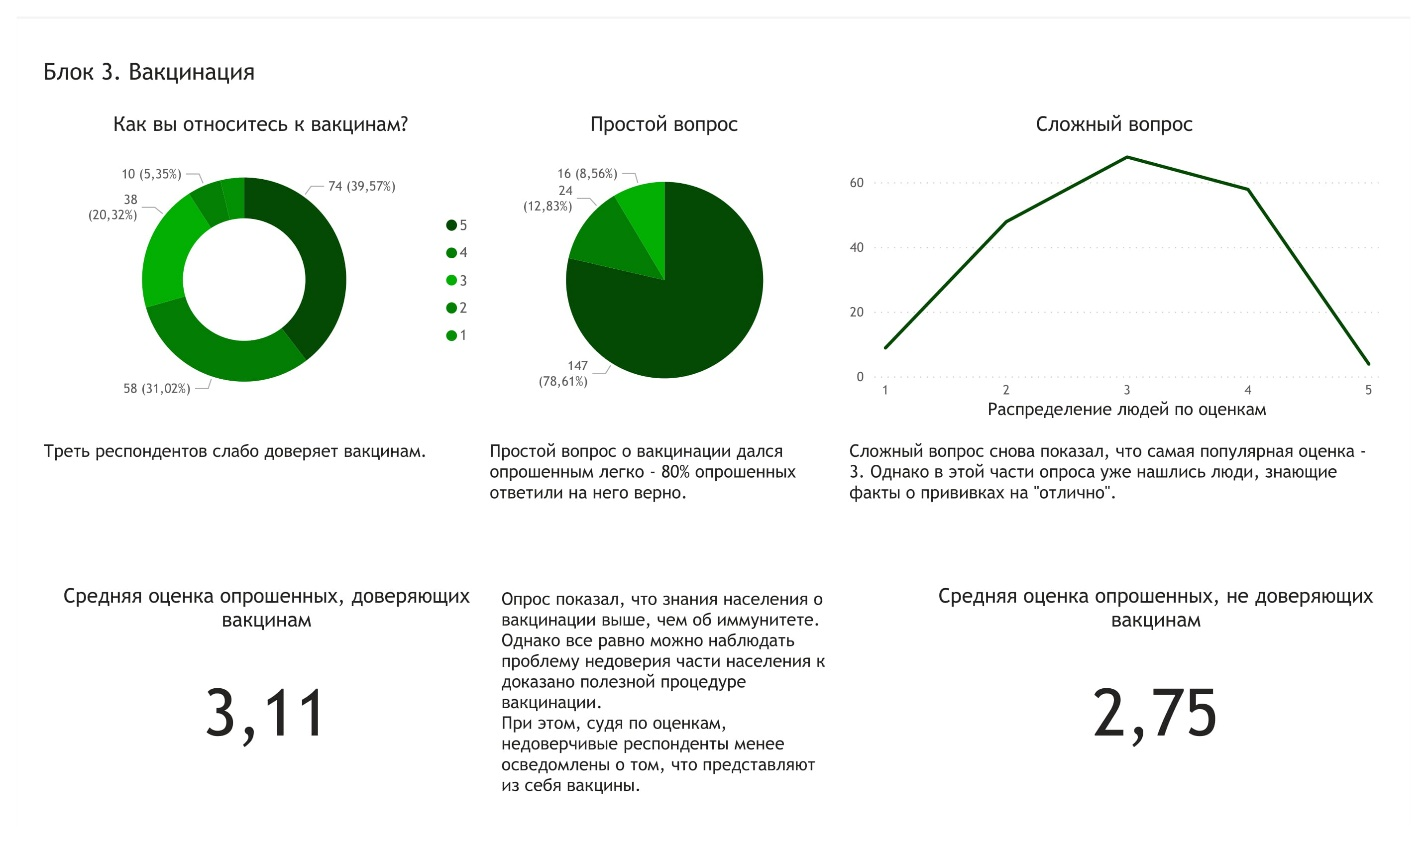 Блок 3. Вакцинация
Как вы относитесь к вакцинам?
10 (5,35%)
74 (39,57%)
38
(20,32%)
58 (31,02%)
5
4
3
2
1
Простой вопрос
16 (8,56%)
24
(12,83%)
147
(78,61%)
Сложный вопрос
60
40
20
0
1
2
3
4
5
Распределение людей по оценкам
Треть респондентов слабо доверяет вакцинам.
Простой вопрос о вакцинации дался
опрошенным легко - 80% опрошенных
ответили на него верно.
Сложный вопрос снова показал, что самая популярная оценка -
3. Однако в этой части опроса уже нашлись люди, знающие
факты о прививках на "отлично".
Средняя оценка опрошенных, доверяющих
вакцинам
3,11
Опрос показал, что знания населения о
вакцинации выше, чем об иммунитете.
Однако все равно можно наблюдать
проблему недоверия части населения к
доказано полезной процедуре
вакцинации.
При этом, судя по оценкам,
недоверчивые респонденты менее
осведомлены о том, что представляют
из себя вакцины.
Средняя оценка опрошенных, не доверяющих
вакцинам
2,75